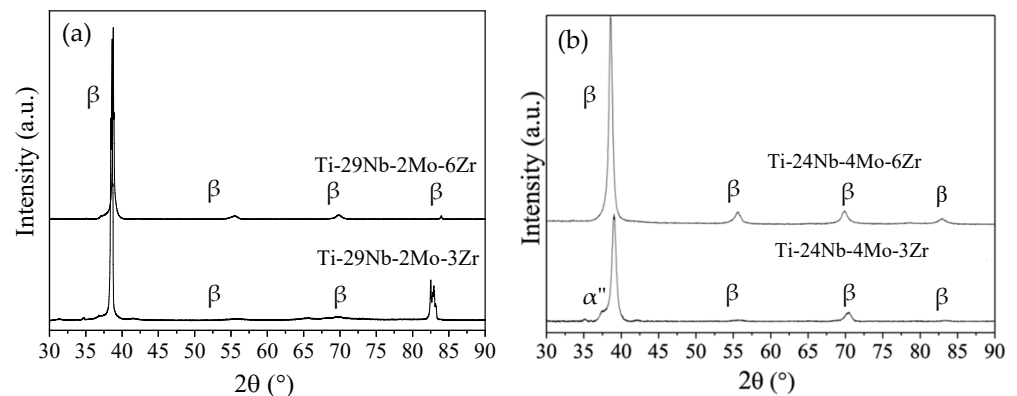 (a)
β
Ti-29Nb-2Mo-6Zr
β
β
β
Ti-29Nb-2Mo-3Zr
β
β
30 35 40 45 50 55 60 65 70 75 80 85 90
2θ (°)
Intensity (a.u.)
(b)
β
Ti-24Nb-4Mo-6Zr
β
β
β
Ti-24Nb-4Mo-3Zr
α"
β
β
β
30 35 40 45 50 55 60 65 70 75 80 85 90
2θ (°)
Intensity (a.u.)